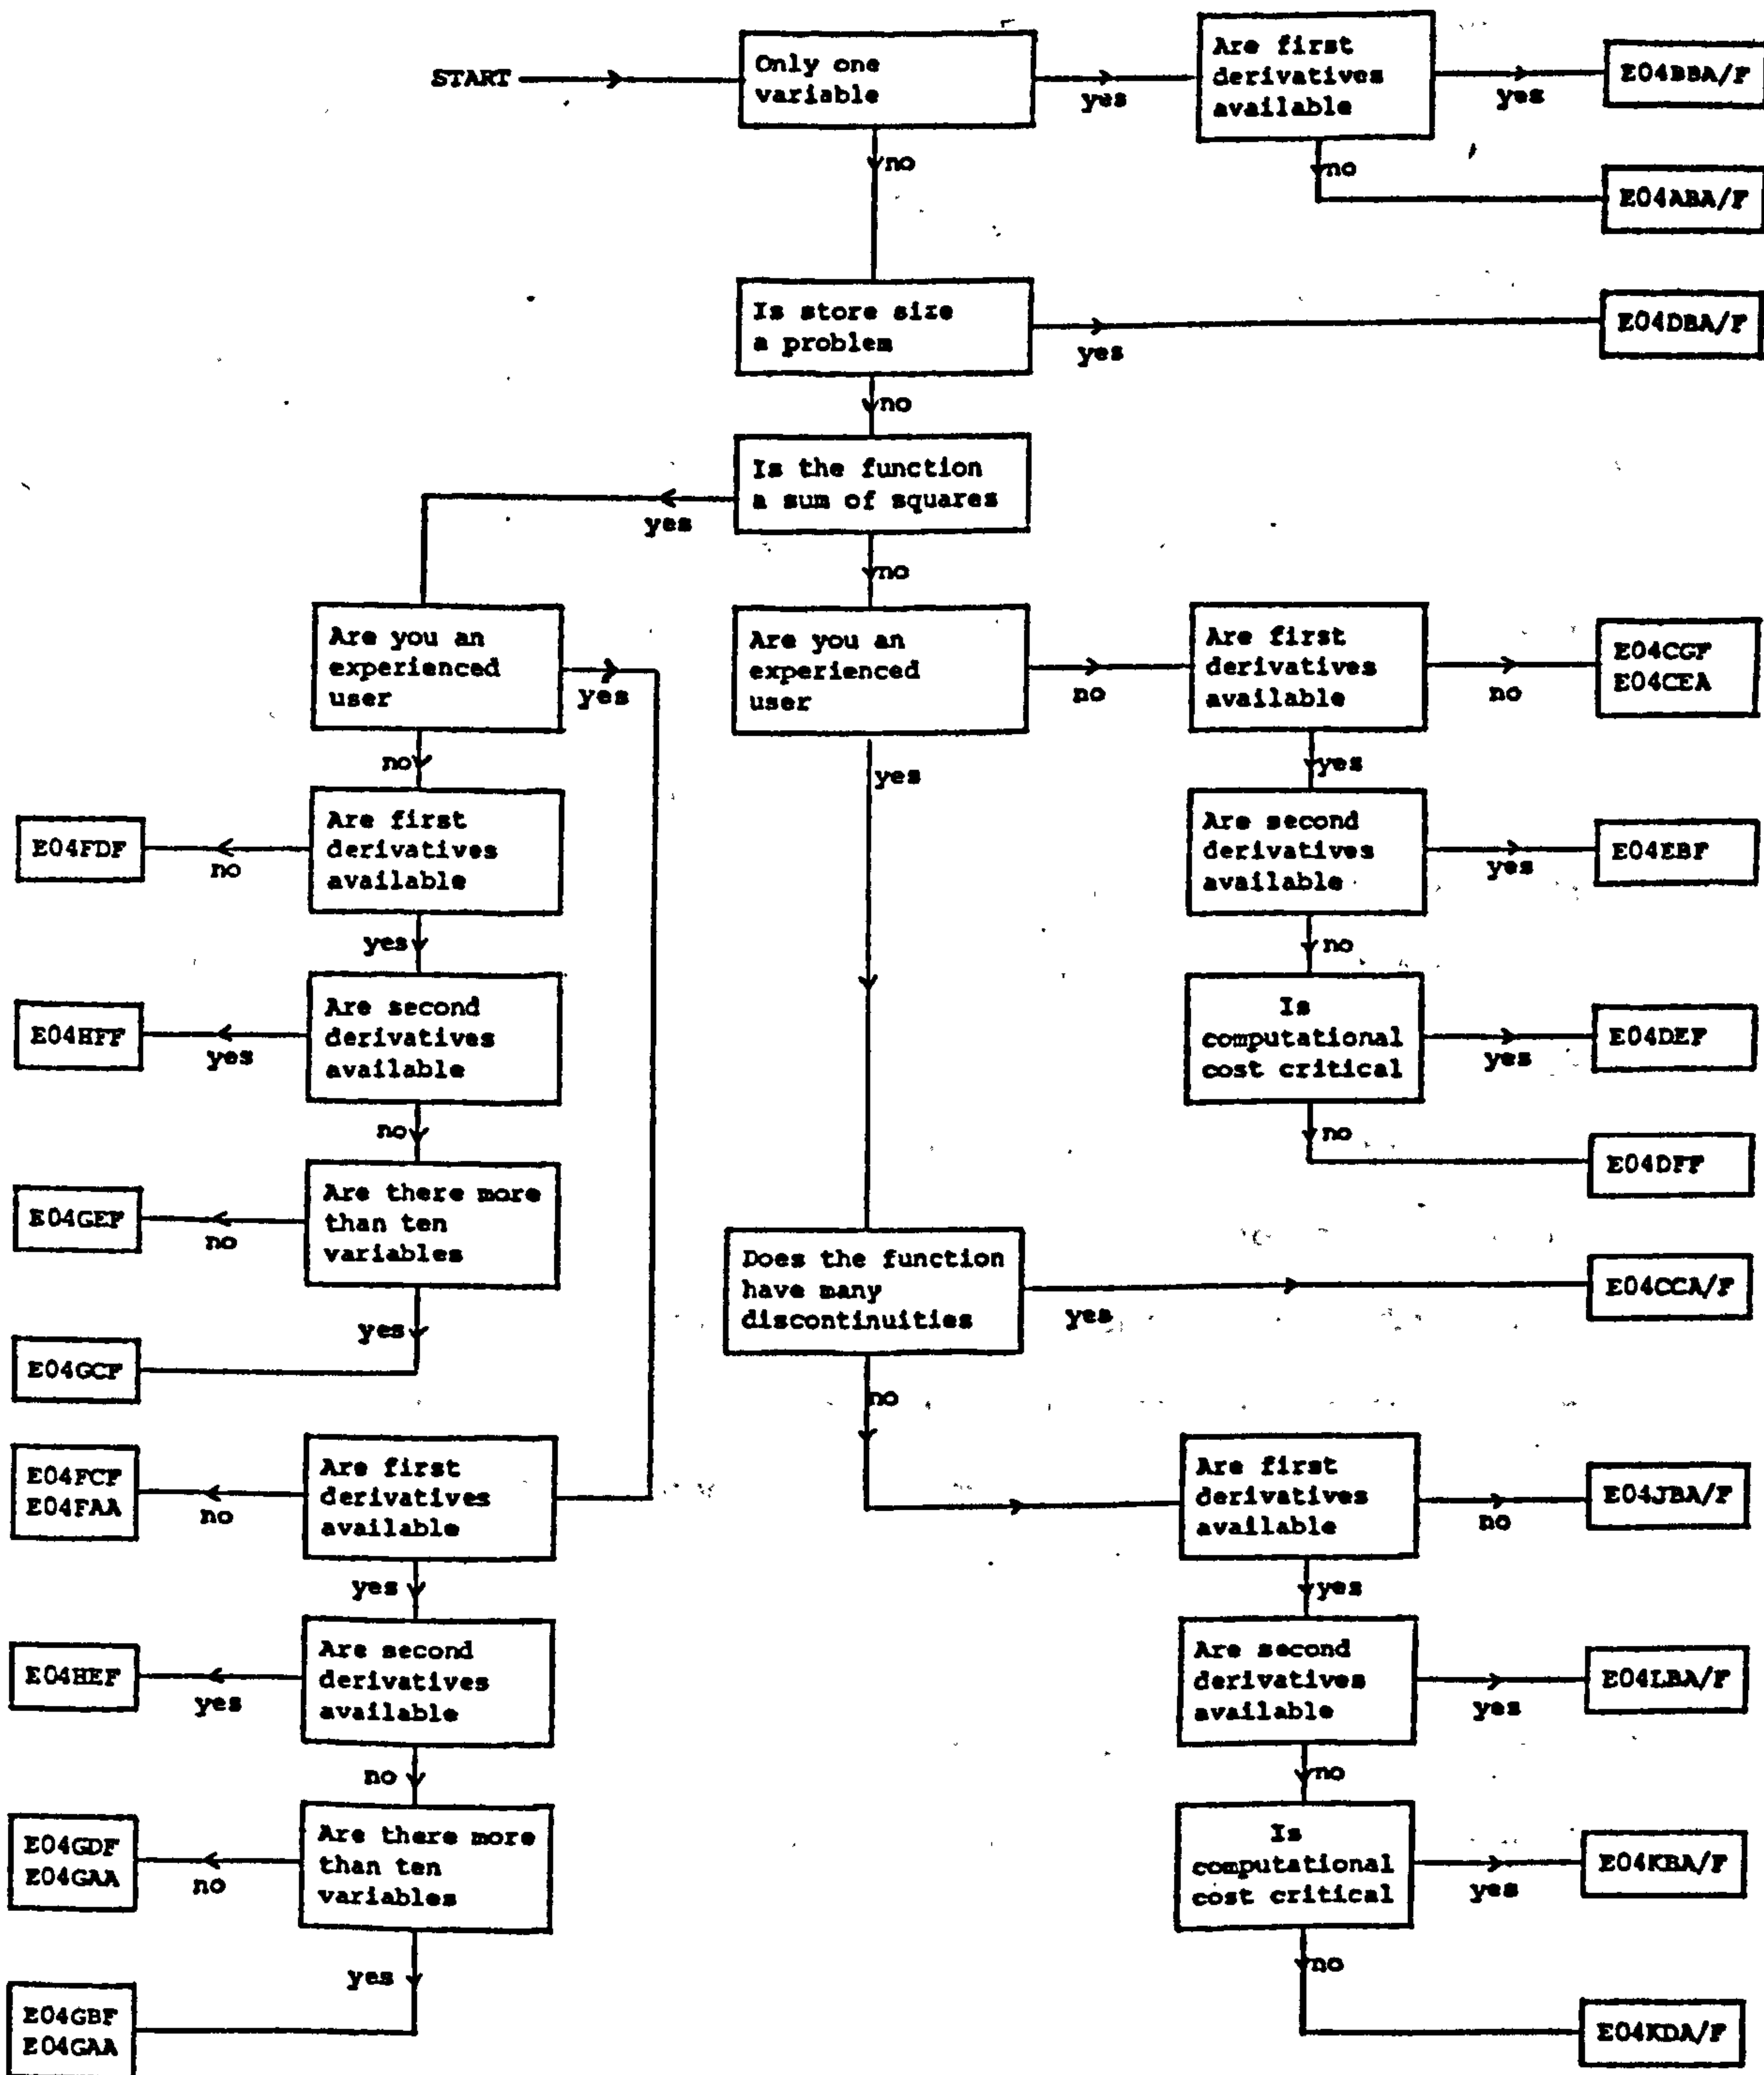 START
Only one
variable
yes
Are first
derivatives
available
yes
E04BBA/F
no
E04ABA/F
no
Is store size
a problem
yes
E04DBA/F
no
Is the function
a sum of squares
yes
no
Are you an
experienced
user
yes
no
Are first
derivatives
available
no
E04FDF
yes
Are second
derivatives
available
yes
E04HFF
no
Are there more
than ten
variables
no
E04GEF
yes
E04GCF
Are first
derivatives
available
no
E04FCF
E04FAA
yes
Are second
derivatives
available
yes
E04HEF
no
Are there more
than ten
variables
no
E04GDF
E04GAA
yes
E04GBF
E04GAA
Are you an
experienced
user
no
Are first
derivatives
available
no
E04CGF
E04CEA
yes
Are second
derivatives
available
yes
E04EBF
no
Is
computational
cost critical
yes
E04DEF
no
E04DFF
yes
Does the function
have many
discontinuities
yes
E04CCA/F
no
Are first
derivatives
available
no
E04JBA/F
yes
Are second
derivatives
available
yes
E04LBA/F
no
Is
computational
cost critical
yes
E04KBA/F
no
E04KDA/F